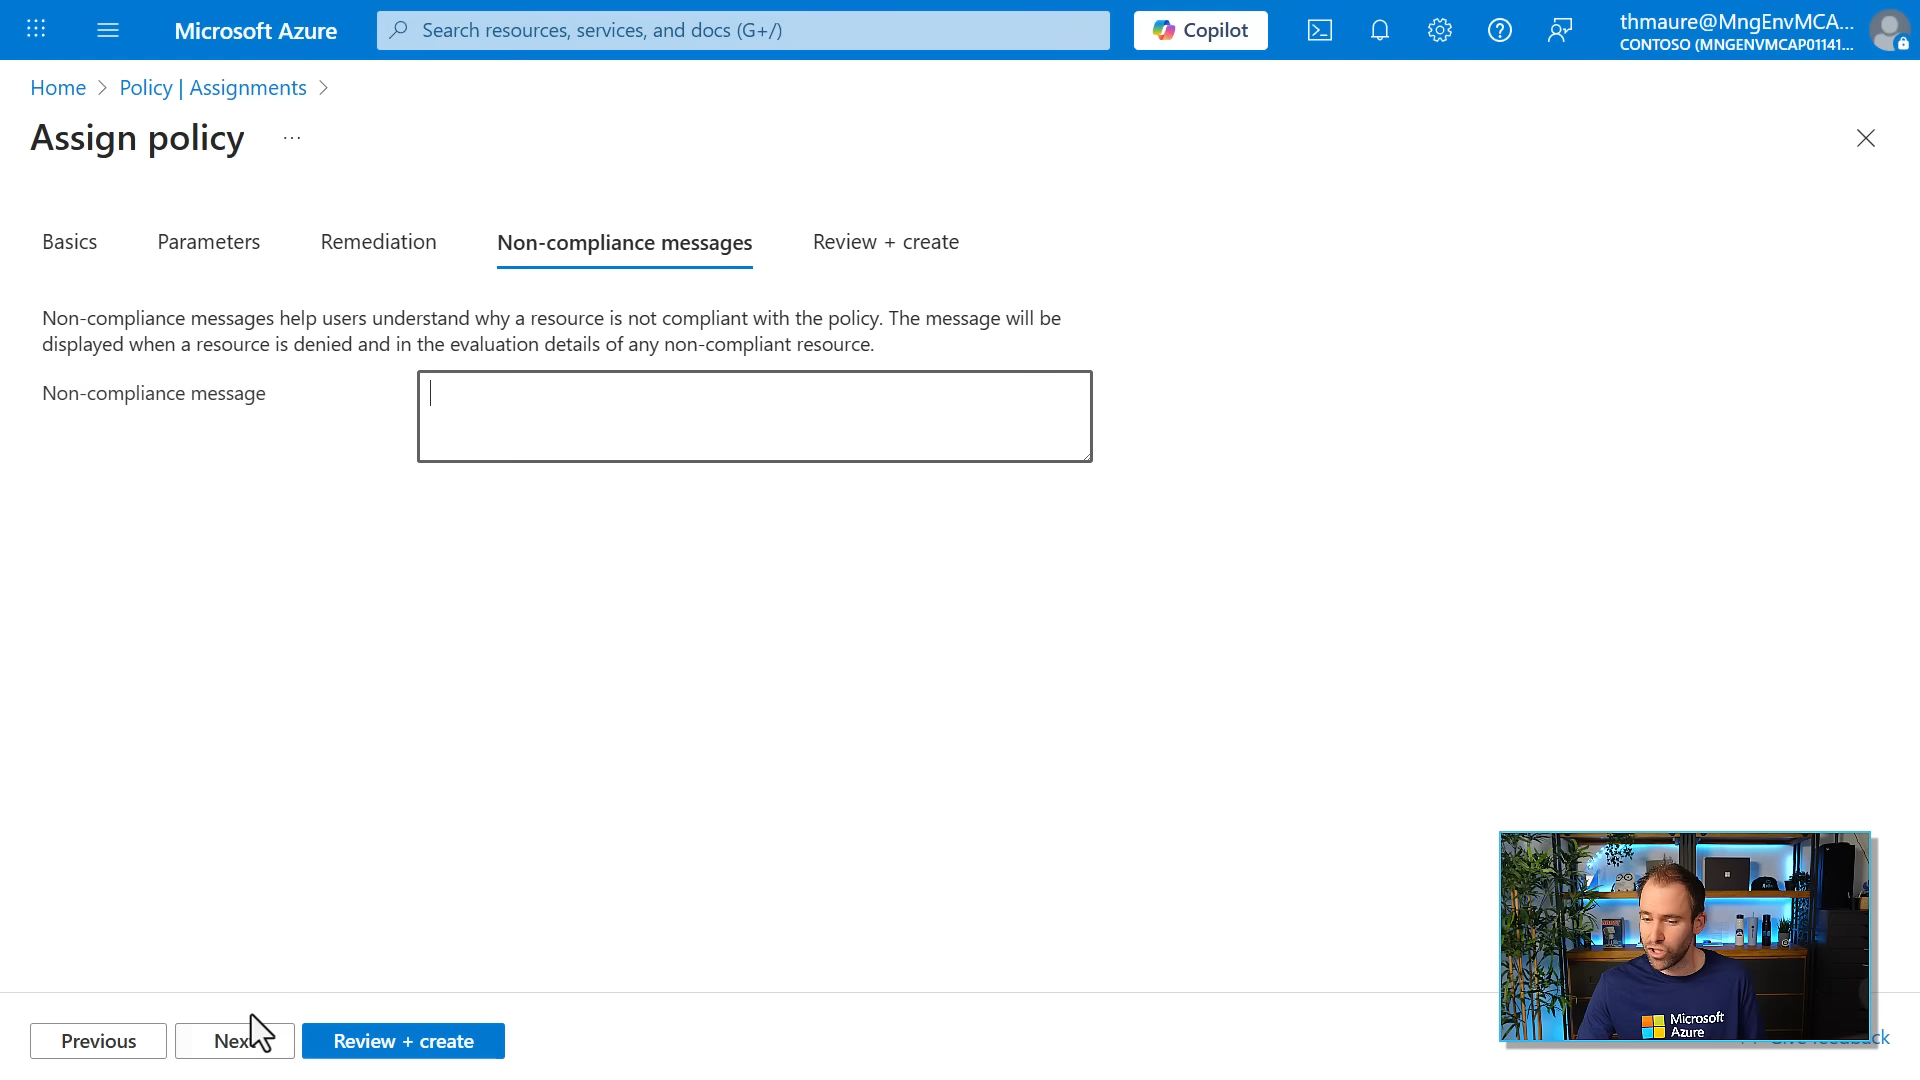 Microsoft Azure
Search resources, services, and docs (G+/)
Copilot
thmaure@MngEnvMCA...
CONTOSO (MNGENVMCAP01141...
Home > Policy | Assignments >
Assign policy ...
Basics
Parameters
Remediation
Non-compliance messages
Review + create
Non-compliance messages help users understand why a resource is not compliant with the policy. The message will be
displayed when a resource is denied and in the evaluation details of any non-compliant resource.
Non-compliance message
Previous
Review + create
Microsoft
Azure